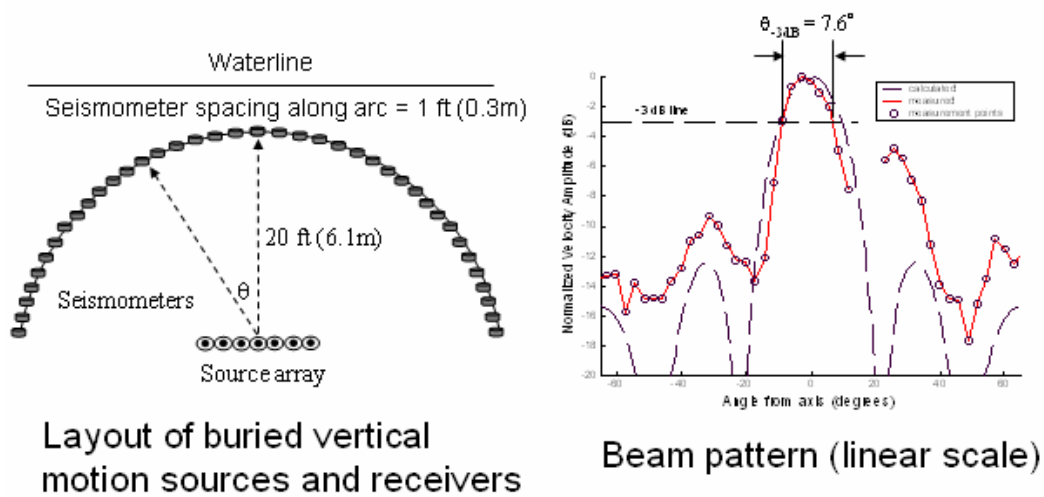 Waterline
Seismometer spacing along arc = 1 ft (0.3m)
20 ft (6.1m)
θ
Seismometers
Source array
Layout of buried vertical
motion sources and receivers
θ-3dB = 7.6°
calculated
measured
measurement points
-3 dB line
Normalized Velocity Amplitude (dB)
0
-2
-4
-6
-8
-10
-12
-14
-16
-18
-20
-60
-40
-20
0
20
40
60
Angle from axis (degrees)
Beam pattern (linear scale)